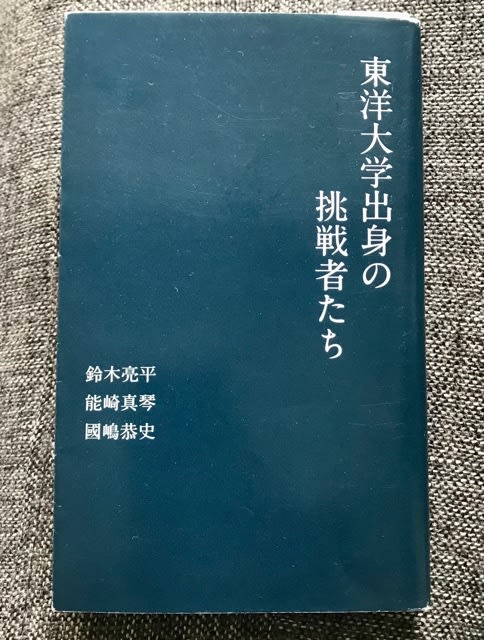 東洋大学出身の
挑戦者たち
鈴木亮平
能崎真琴
國嶋恭史